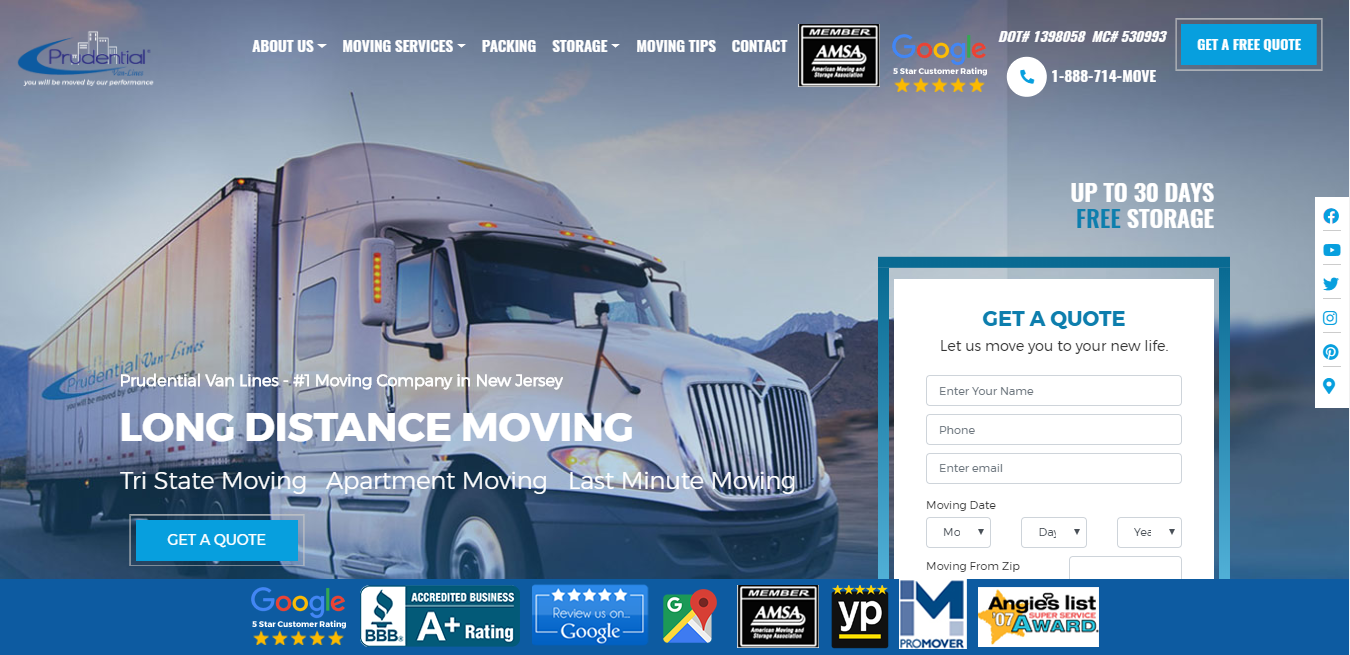 Prudential
Van Lines
you will be moved by our performance
ABOUT US
MOVING SERVICES
PACKING
STORAGE
MOVING TIPS
CONTACT
MEMBER
AMSA
American Moving and
Storage Association
Google
5 Star Customer Rating
DOT# 1398058 MC# 530993
1-888-714-MOVE
GET A FREE QUOTE
UP TO 30 DAYS
FREE STORAGE
Prudential Van-Lines
you will be moved by our
Prudential Van Lines - #1 Moving Company in New Jersey
LONG DISTANCE MOVING
Tri State Moving Apartment Moving Last Minute Moving
GET A QUOTE
GET A QUOTE
Let us move you to your new life.
Enter Your Name
Phone
Enter email
Moving Date
Mo
Day
Yea
Moving From Zip
Google
5 Star Customer Rating
BBB
ACCREDITED BUSINESS
A+ Rating
Review us on...
Google
G
MEMBER
AMSA
American Moving and
Storage Association
yp
M
PROMOVER
Angie's list
'07 SUPER SERVICE
AWARD.